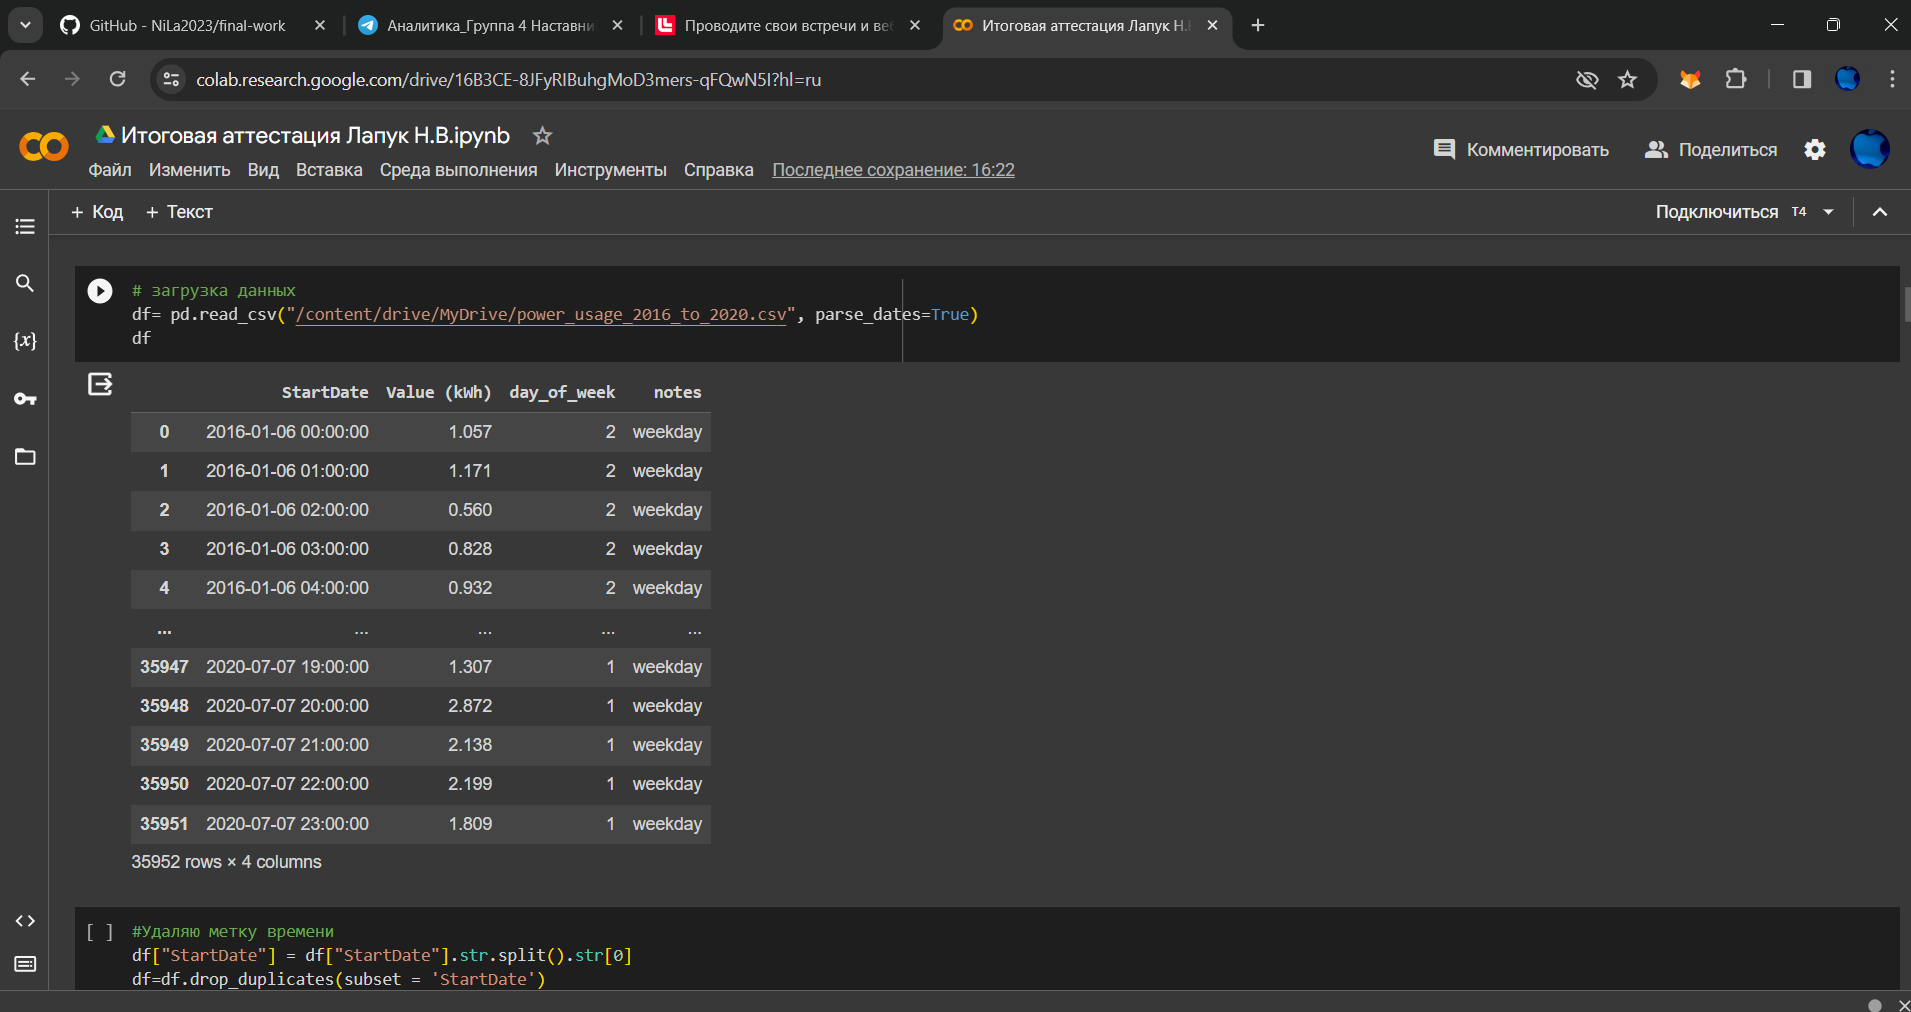 GitHub - NiLa2023/final-work
Аналитика_Группа 4 Наставни
Проводите свои встречи и ве
Итоговая аттестация Лапук Н.
colab.research.google.com/drive/16B3CE-8JFyRIBuhgMoD3mers-qFQwN5I?hl=ru
Итоговая аттестация Лапук Н.В.ipynb
Файл Изменить Вид Вставка Среда выполнения Инструменты Справка Последнее сохранение: 16:22
Комментировать Поделиться
+ Код + Текст
Подключиться T4
# загрузка данных
df= pd.read_csv("/content/drive/MyDrive/power_usage_2016_to_2020.csv", parse_dates=True)
df
{x}
StartDate Value (kWh) day_of_week notes
0 2016-01-06 00:00:00 1.057 2 weekday
1 2016-01-06 01:00:00 1.171 2 weekday
2 2016-01-06 02:00:00 0.560 2 weekday
3 2016-01-06 03:00:00 0.828 2 weekday
4 2016-01-06 04:00:00 0.932 2 weekday
... ... ... ... ...
35947 2020-07-07 19:00:00 1.307 1 weekday
35948 2020-07-07 20:00:00 2.872 1 weekday
35949 2020-07-07 21:00:00 2.138 1 weekday
35950 2020-07-07 22:00:00 2.199 1 weekday
35951 2020-07-07 23:00:00 1.809 1 weekday
35952 rows × 4 columns
[ ] #Удаляю метку времени
df["StartDate"] = df["StartDate"].str.split().str[0]
df=df.drop_duplicates(subset = 'StartDate')